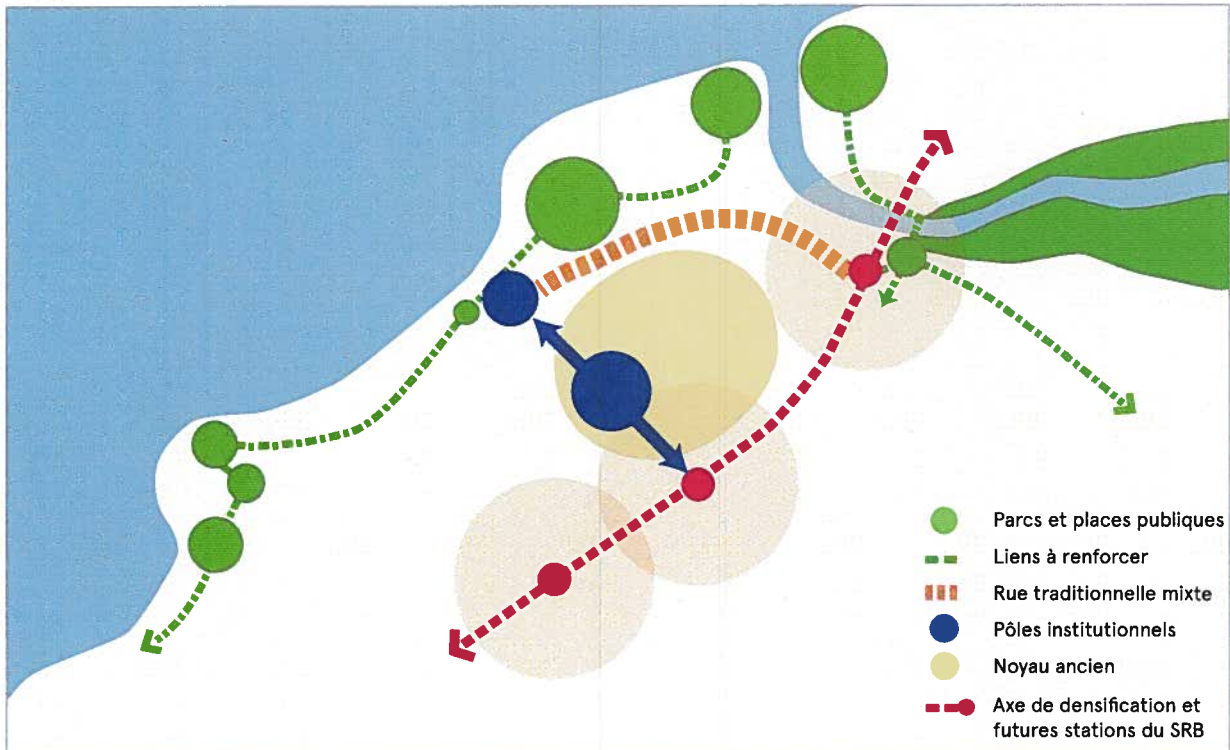 Parcs et places publiques
Liens à renforcer
Rue traditionnelle mixte
Pôles institutionnels
Noyau ancien
Axe de densification et
futures stations du SRB